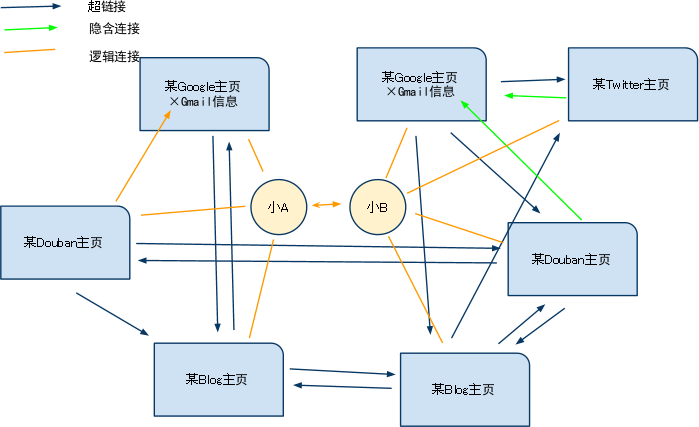 超链接
隐含连接
逻辑连接
某Google主页
×Gmail信息
某Google主页
×Gmail信息
某Twitter主页
小A
小B
某Douban主页
某Douban主页
某Blog主页
某Blog主页